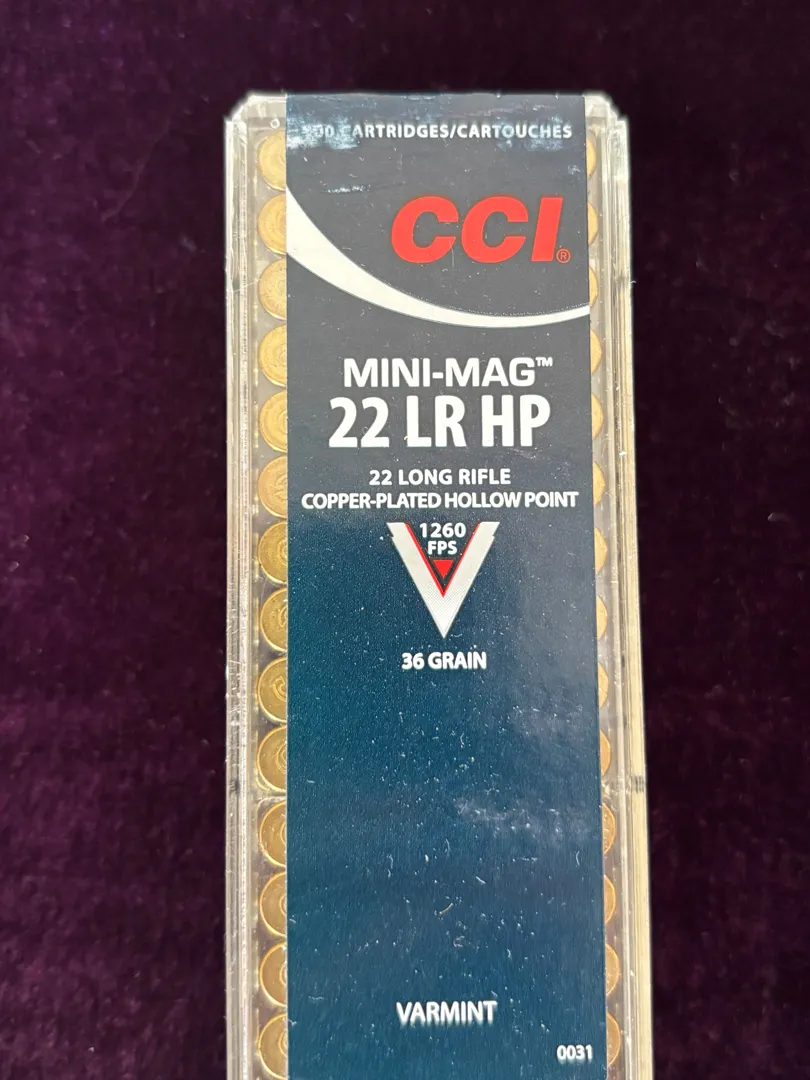 CARTRIDGES/CARTOUCHES
CCI®
MINI-MAG™
22 LR HP
22 LONG RIFLE
COPPER-PLATED HOLLOW POINT
1260
FPS
36 GRAIN
VARMINT
0031